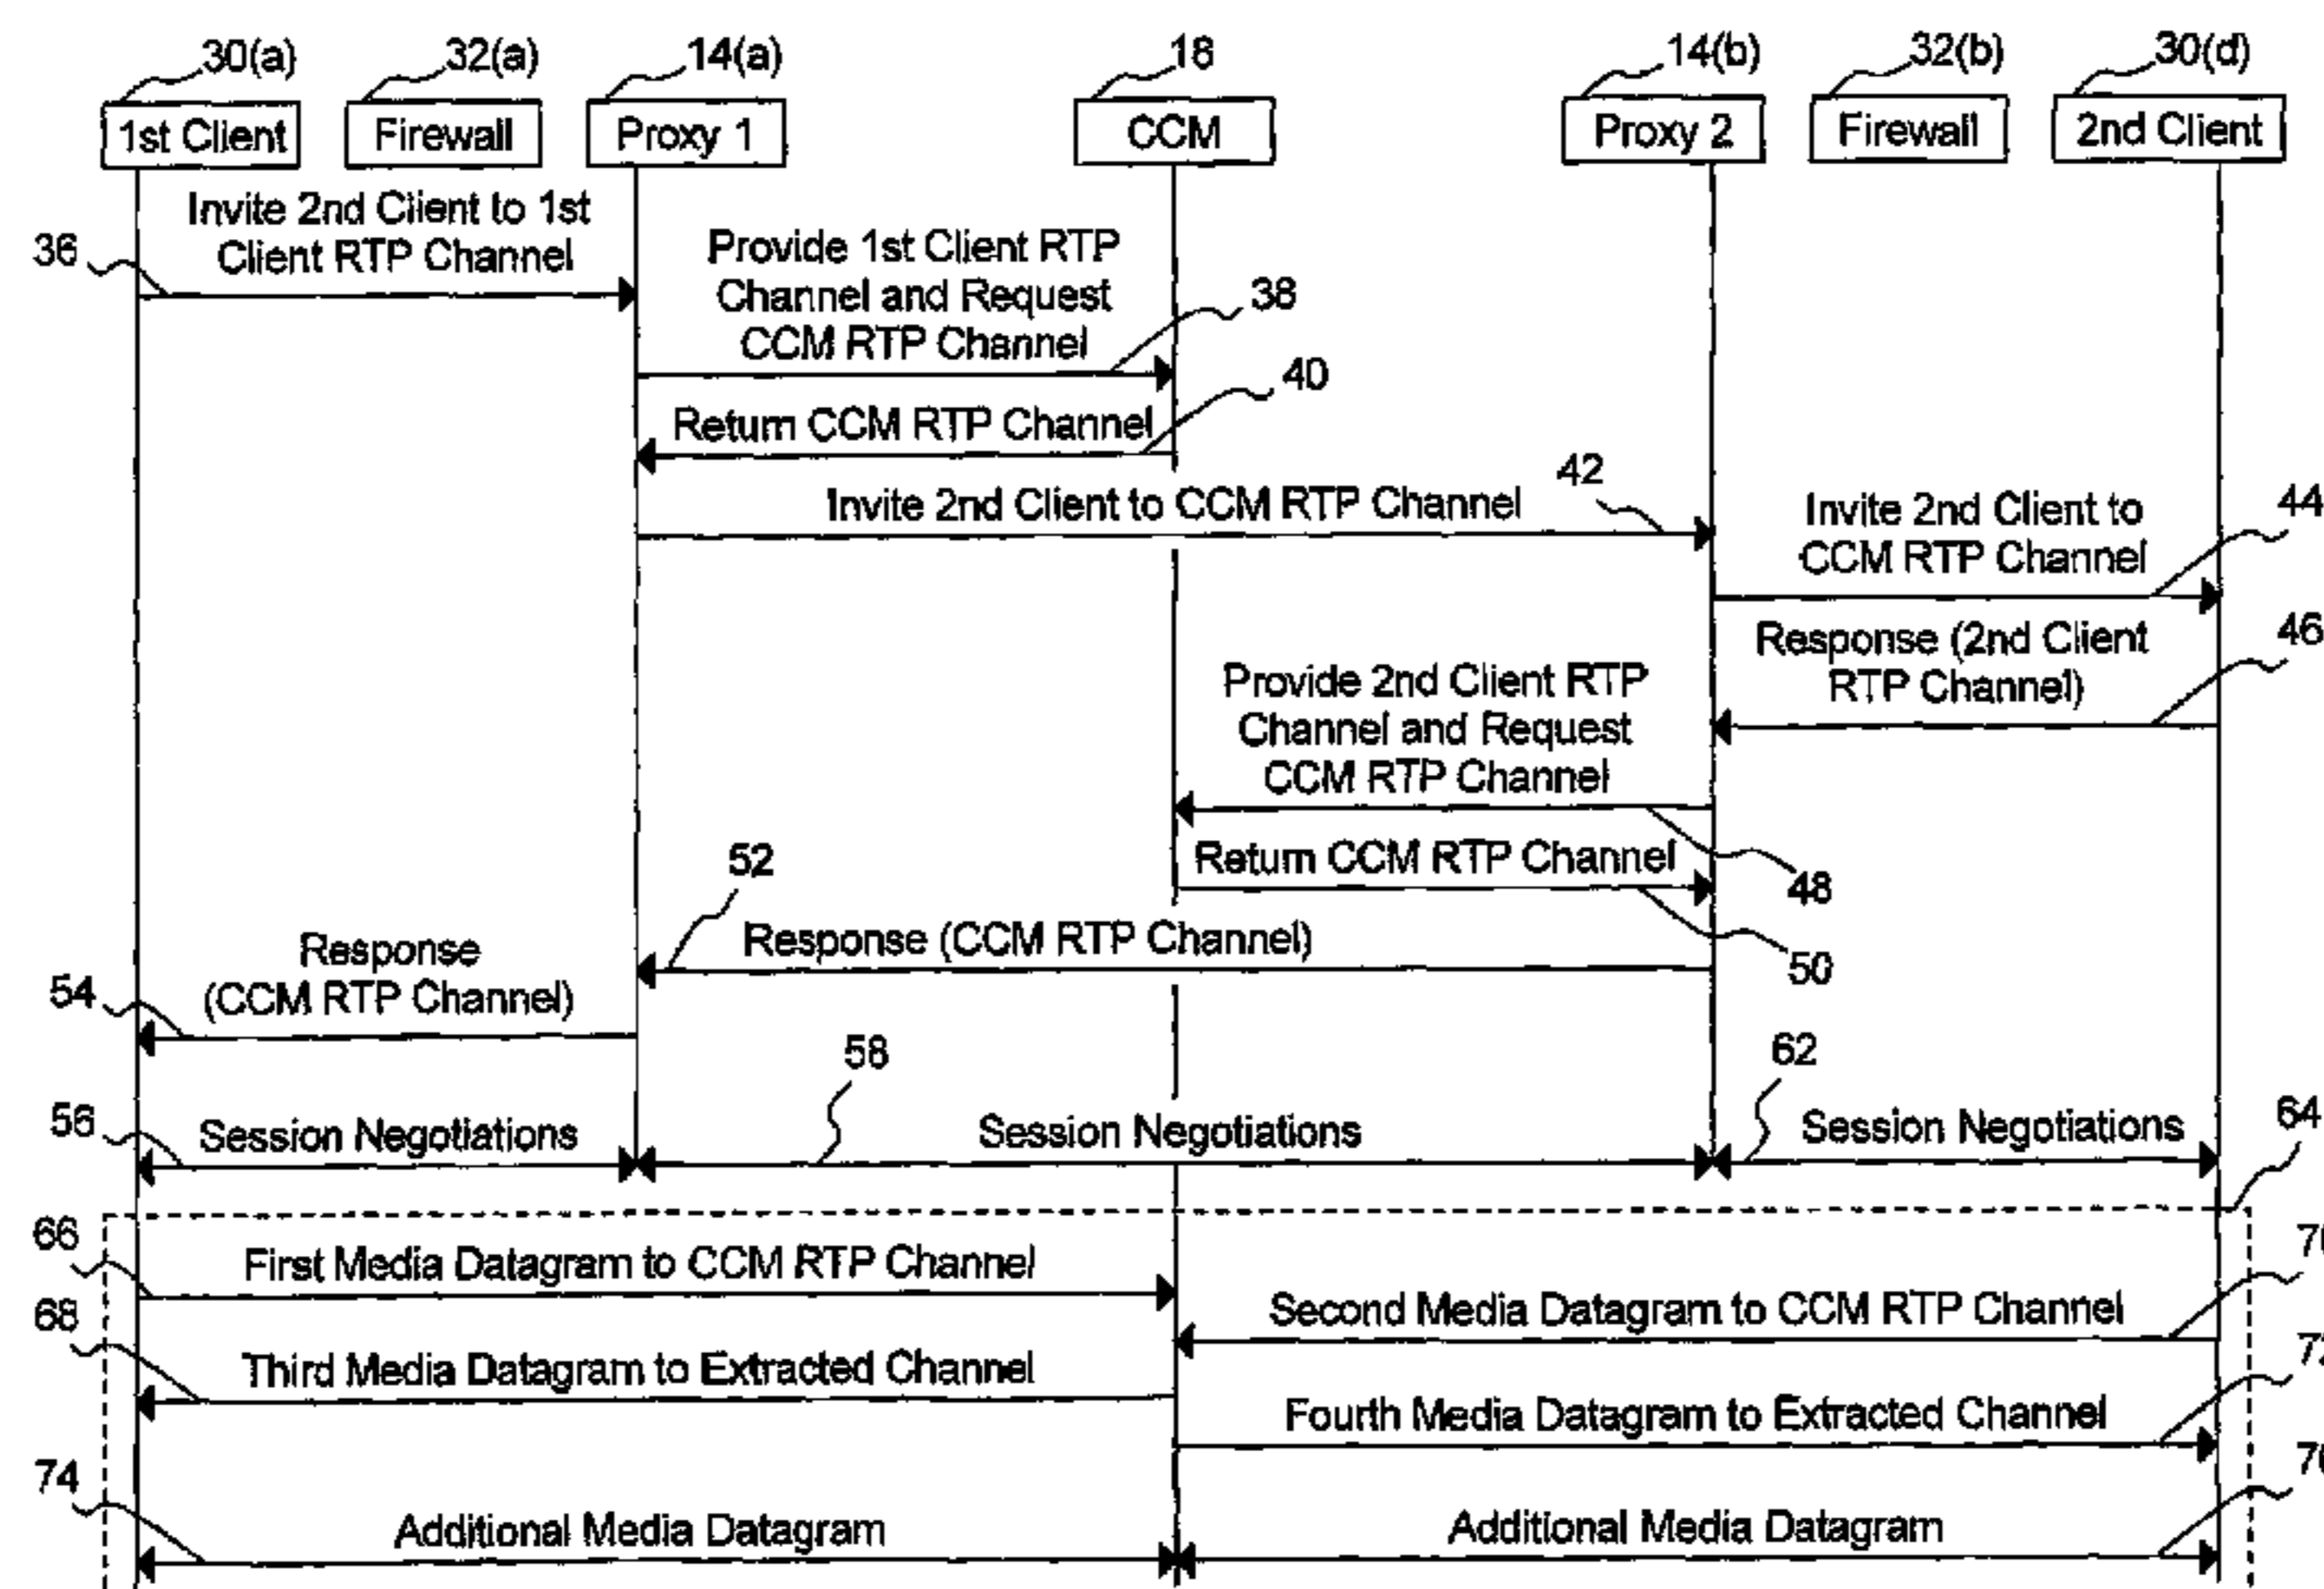 30(a) 32(a) 14(a) 18 14(b) 32(b) 30(d)
1st Client Firewall Proxy 1 CCM Proxy 2 Firewall 2nd Client
Invite 2nd Client to 1st
Client RTP Channel
36
Provide 1st Client RTP
Channel and Request
CCM RTP Channel
38
40
Return CCM RTP Channel
42
Invite 2nd Client to CCM RTP Channel
Invite 2nd Client to
CCM RTP Channel
44
Response (2nd Client
RTP Channel)
46
Provide 2nd Client RTP
Channel and Request
CCM RTP Channel
48
Return CCM RTP Channel
50
52
Response (CCM RTP Channel)
Response
(CCM RTP Channel)
54
58
62
56
Session Negotiations Session Negotiations Session Negotiations
64
66
First Media Datagram to CCM RTP Channel
Second Media Datagram to CCM RTP Channel
68
Third Media Datagram to Extracted Channel
Fourth Media Datagram to Extracted Channel
74
Additional Media Datagram Additional Media Datagram